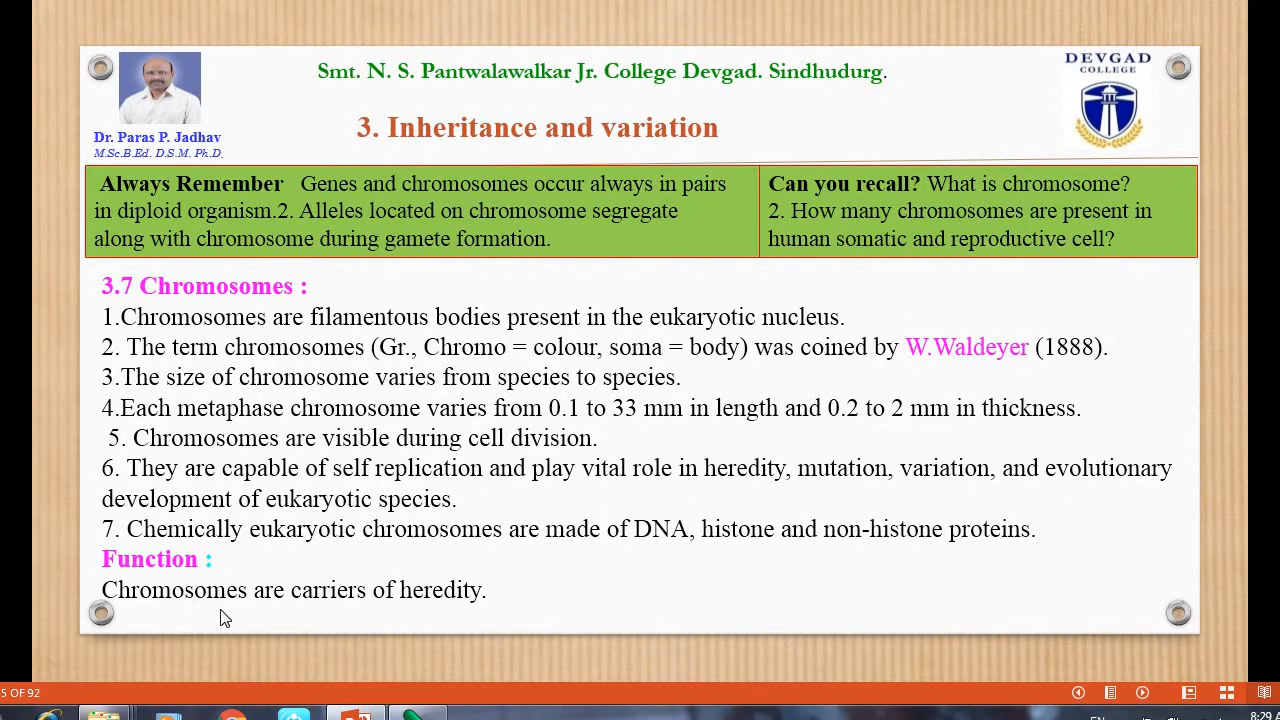 Smt. N. S. Pantwalawalkar Jr. College Devgad. Sindhudurg.
DEVGAD
COLLEGE
3. Inheritance and variation
Dr. Paras P. Jadhav
M.Sc.B.Ed. D.S.M. Ph.D.
Always Remember Genes and chromosomes occur always in pairs
in diploid organism.2. Alleles located on chromosome segregate
along with chromosome during gamete formation.
Can you recall? What is chromosome?
2. How many chromosomes are present in
human somatic and reproductive cell?
3.7 Chromosomes :
1.Chromosomes are filamentous bodies present in the eukaryotic nucleus.
2. The term chromosomes (Gr., Chromo = colour, soma = body) was coined by W.Waldeyer (1888).
3.The size of chromosome varies from species to species.
4.Each metaphase chromosome varies from 0.1 to 33 mm in length and 0.2 to 2 mm in thickness.
5. Chromosomes are visible during cell division.
6. They are capable of self replication and play vital role in heredity, mutation, variation, and evolutionary
development of eukaryotic species.
7. Chemically eukaryotic chromosomes are made of DNA, histone and non-histone proteins.
Function :
Chromosomes are carriers of heredity.
5 OF 92
EN
8:29